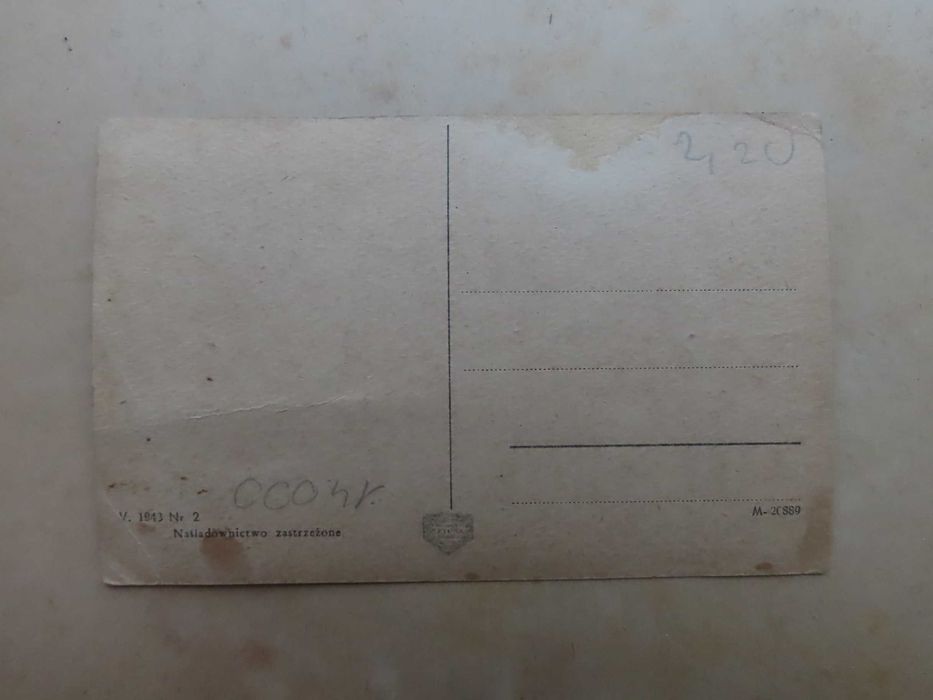 2,20
V. 1943 Nr 2
Naśladownictwo zastrzeżone
M-20889